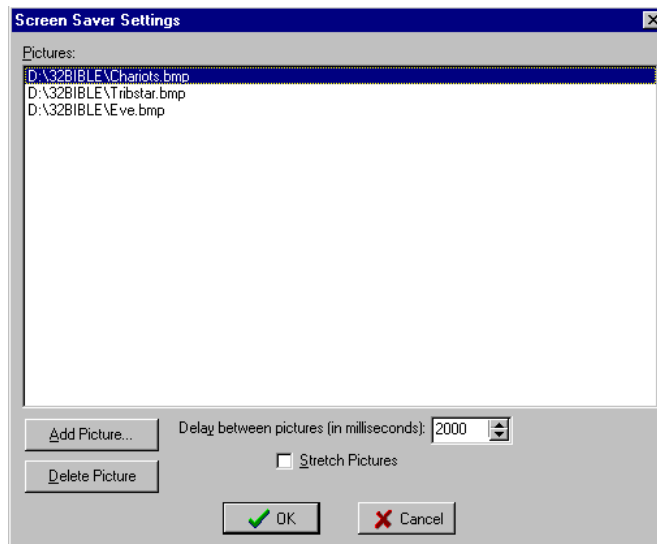 Screen Saver Settings
Pictures:
D:\32BIBLE\Chariots.bmp
D:\32BIBLE\Tribstar.bmp
D:\32BIBLE\Eve.bmp
Add Picture...
Delay between pictures (in milliseconds): 2000
Stretch Pictures
Delete Picture
OK
Cancel